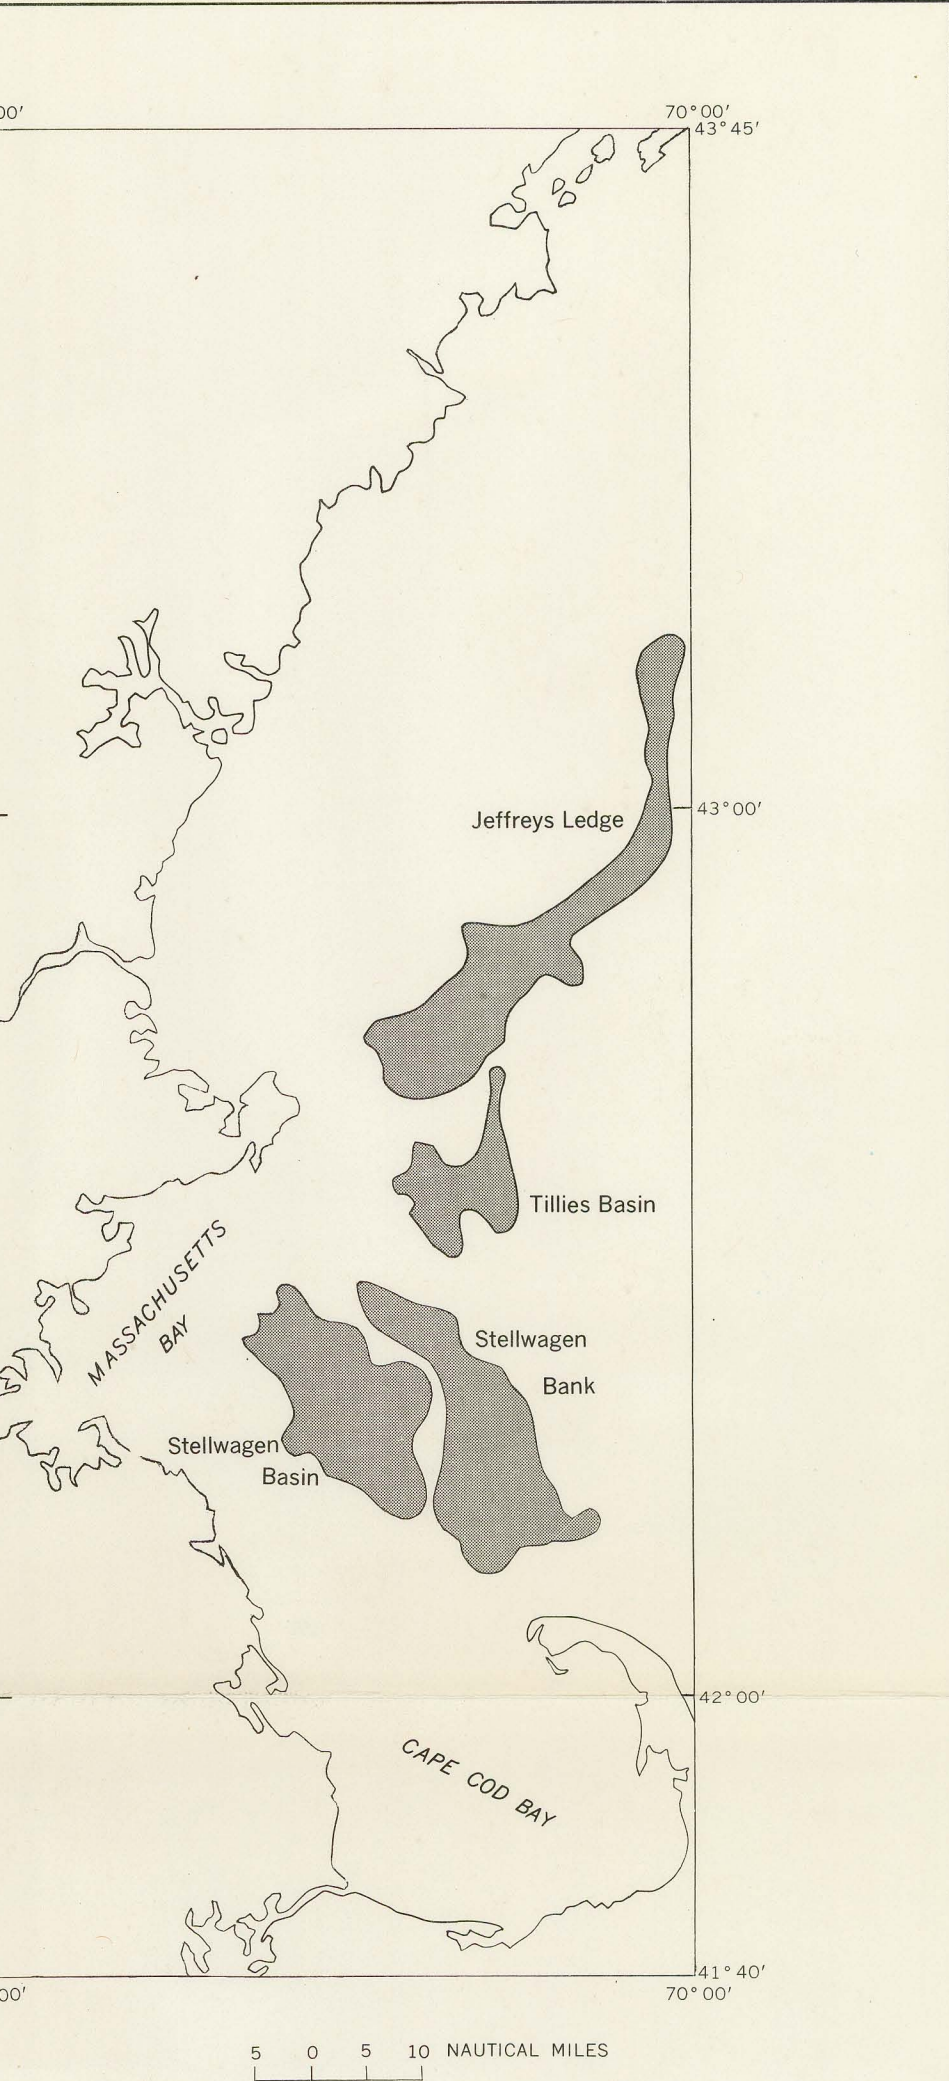 00′
70°00′
43°45′
Jeffreys Ledge
43°00′
Tillies Basin
MASSACHUSETTS
BAY
Stellwagen
Bank
Stellwagen
Basin
42°00′
CAPE COD BAY
41°40′
00′
70°00′
5 0 5 10 NAUTICAL MILES